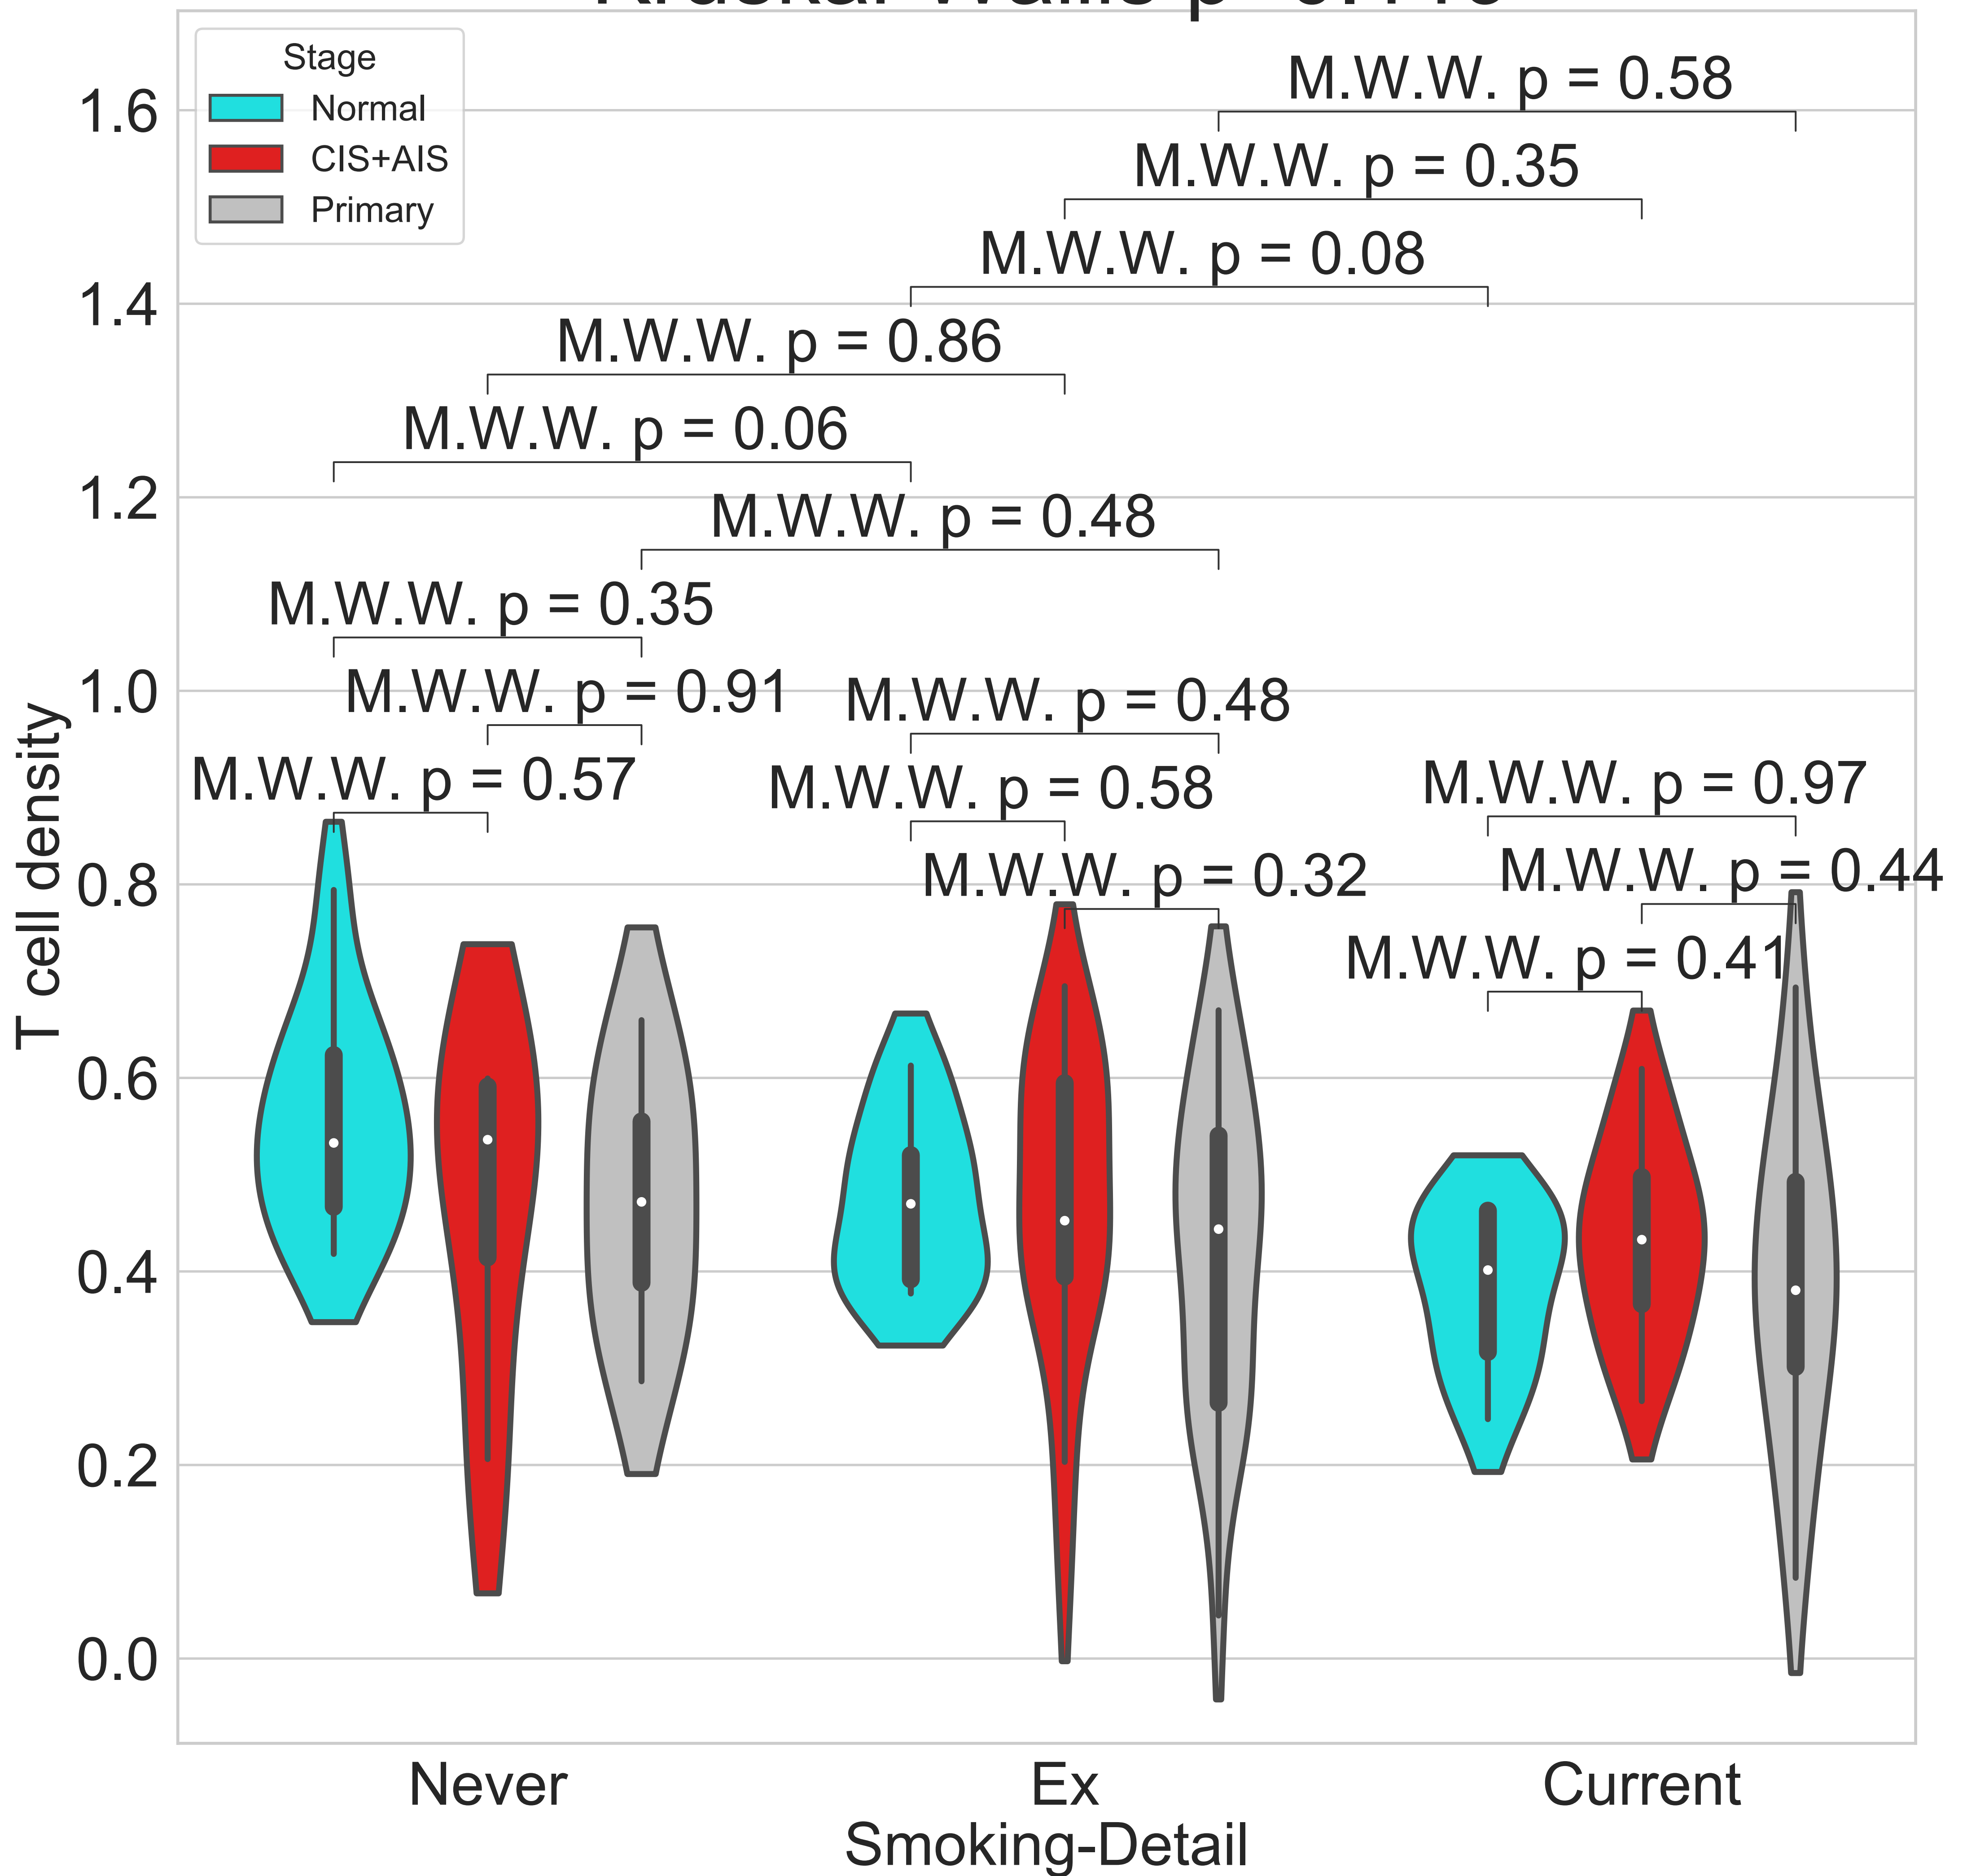 Stage
Normal
CIS+AIS
Primary
M.W.W. p = 0.58
M.W.W. p = 0.35
M.W.W. p = 0.08
M.W.W. p = 0.86
M.W.W. p = 0.06
M.W.W. p = 0.48
M.W.W. p = 0.35
M.W.W. p = 0.91
M.W.W. p = 0.48
M.W.W. p = 0.57
M.W.W. p = 0.58
M.W.W. p = 0.97
M.W.W. p = 0.32
M.W.W. p = 0.44
M.W.W. p = 0.41
T cell density
1.6
1.4
1.2
1.0
0.8
0.6
0.4
0.2
0.0
Never
Ex
Current
Smoking-Detail